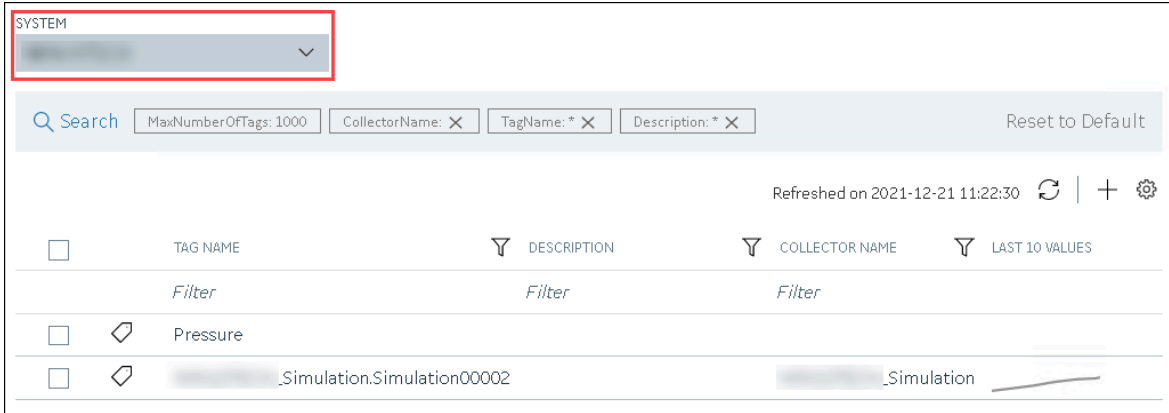 SYSTEM
Search MaxNumberOfTags: 1000 CollectorName: TagName: * Description: * Reset to Default
Refreshed on 2021-12-21 11:22:30
TAG NAME DESCRIPTION COLLECTOR NAME LAST 10 VALUES
Filter Filter Filter
Pressure
_Simulation.Simulation00002 _Simulation